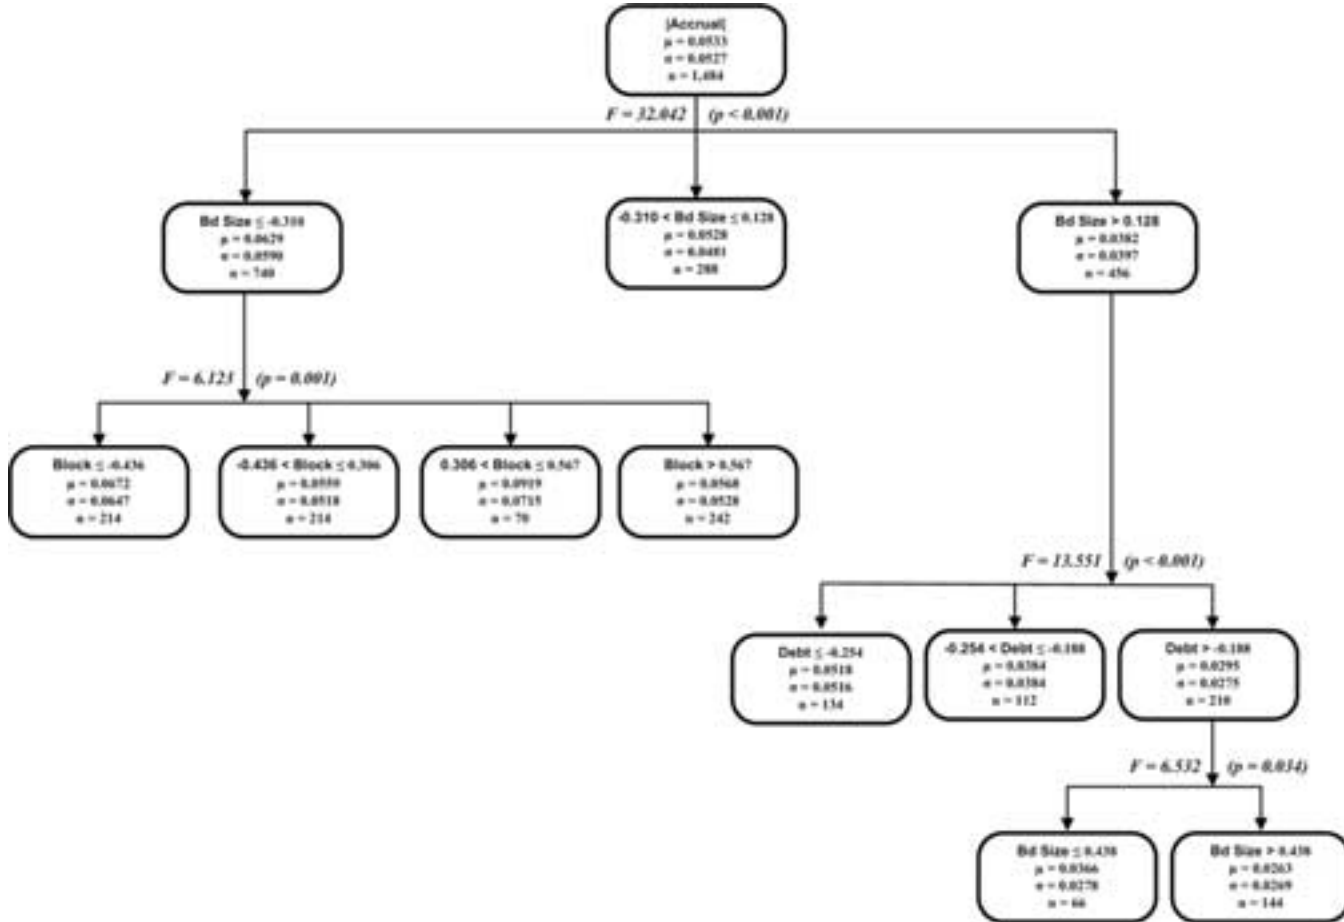 |Accrual|
μ = 0.0533
σ = 0.0527
n = 1,484
F = 32.042 (p < 0.001)
Bd Size ≤ -0.310
μ = 0.0629
σ = 0.0590
n = 740
-0.310 < Bd Size ≤ 0.128
μ = 0.0528
σ = 0.0481
n = 288
Bd Size > 0.128
μ = 0.0382
σ = 0.0397
n = 456
F = 6.123 (p = 0.001)
Block ≤ -0.436
μ = 0.0672
σ = 0.0647
n = 214
-0.436 < Block ≤ 0.306
μ = 0.0559
σ = 0.0518
n = 214
0.306 < Block ≤ 0.567
μ = 0.0919
σ = 0.0715
n = 70
Block > 0.567
μ = 0.0568
σ = 0.0528
n = 242
F = 13.551 (p < 0.001)
Debt ≤ -0.254
μ = 0.0518
σ = 0.0516
n = 134
-0.254 < Debt ≤ -0.188
μ = 0.0384
σ = 0.0384
n = 112
Debt > -0.188
μ = 0.0295
σ = 0.0275
n = 210
F = 6.532 (p = 0.034)
Bd Size ≤ 0.438
μ = 0.0366
σ = 0.0278
n = 66
Bd Size > 0.438
μ = 0.0263
σ = 0.0269
n = 144